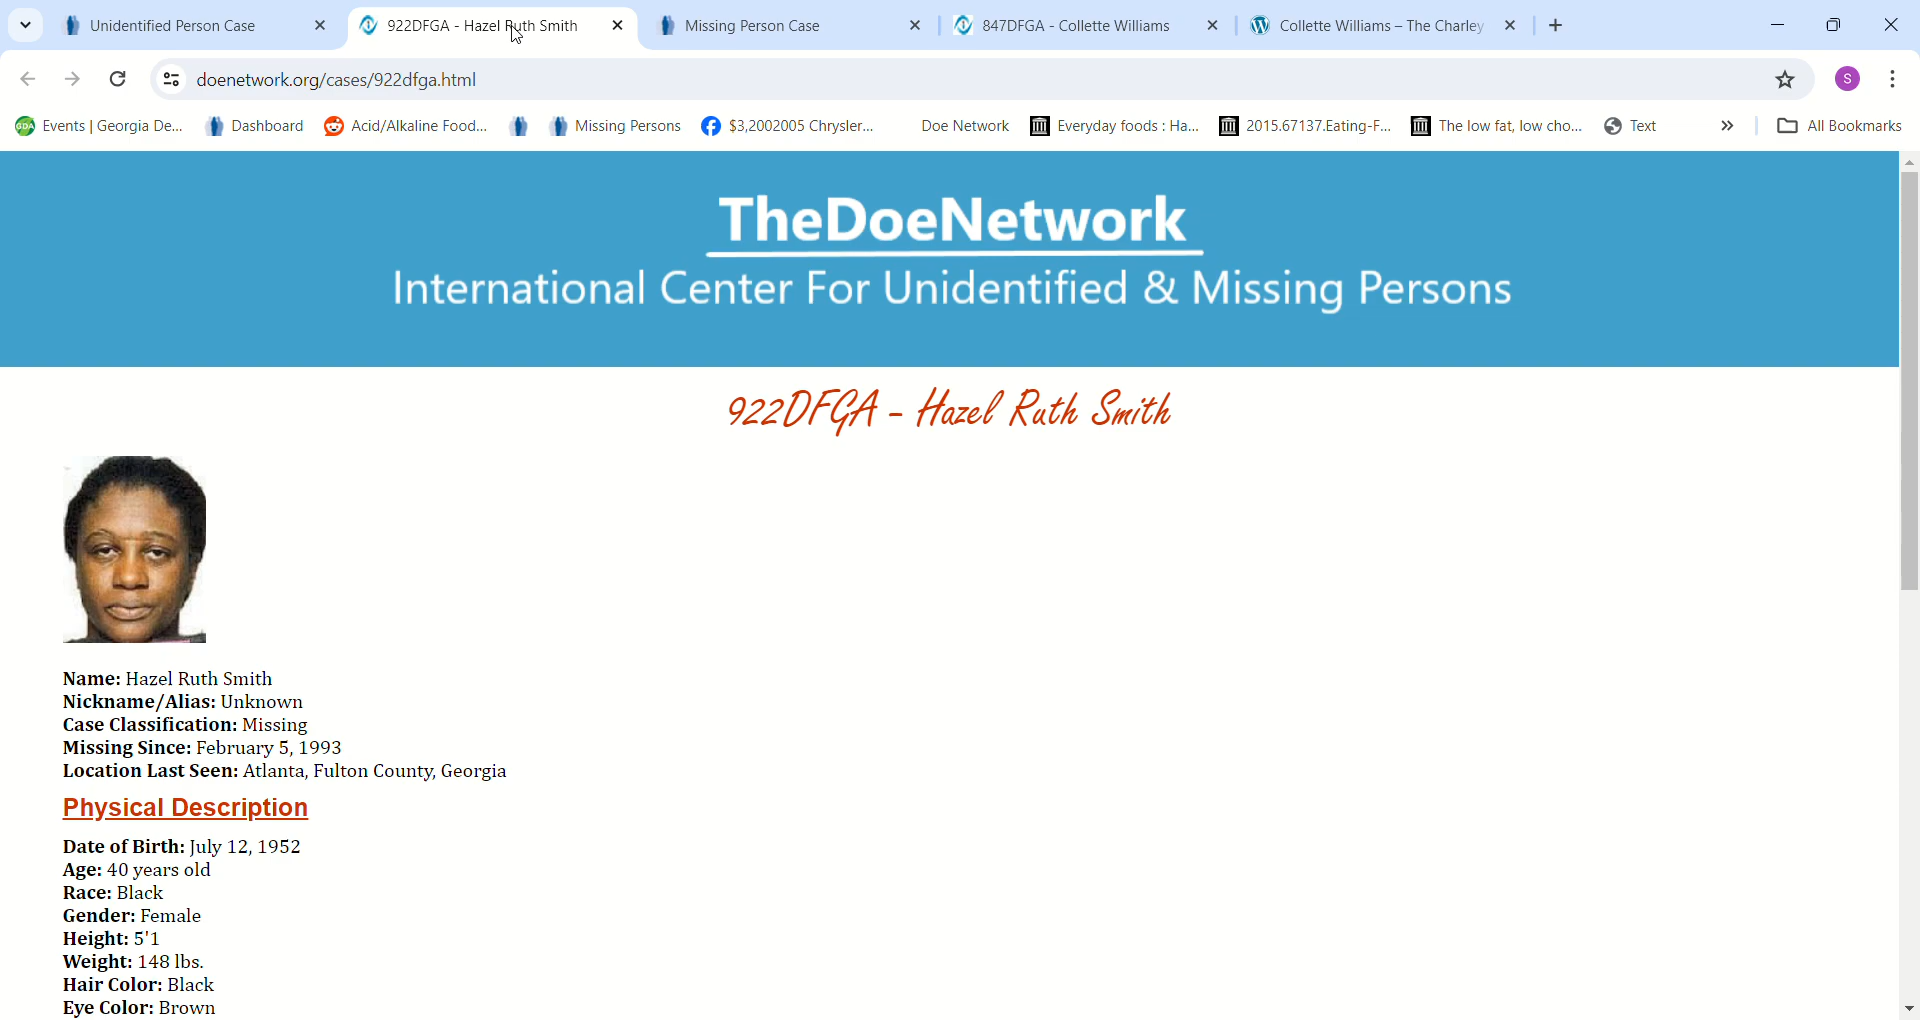 Unidentified Person Case
922DFGA - Hazel Ruth Smith
Missing Person Case
847DFGA - Collette Williams
Collette Williams – The Charley
doenetwork.org/cases/922dfga.html
S
GDA Events | Georgia De...
Dashboard
Acid/Alkaline Food...
Missing Persons
$3,2002005 Chrysler...
Doe Network
Everyday foods : Ha...
2015.67137.Eating-F...
The low fat, low cho...
Text
All Bookmarks
TheDoeNetwork
International Center For Unidentified & Missing Persons
922DFGA - Hazel Ruth Smith
Name: Hazel Ruth Smith
Nickname/Alias: Unknown
Case Classification: Missing
Missing Since: February 5, 1993
Location Last Seen: Atlanta, Fulton County, Georgia
Physical Description
Date of Birth: July 12, 1952
Age: 40 years old
Race: Black
Gender: Female
Height: 5'1
Weight: 148 lbs.
Hair Color: Black
Eye Color: Brown